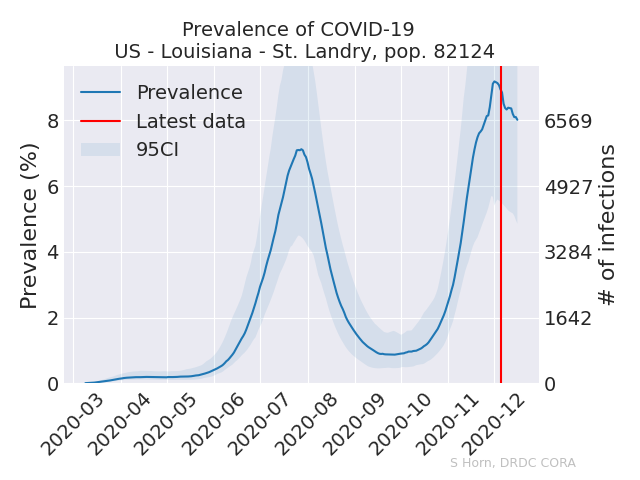 Prevalence of COVID-19
US - Louisiana - St. Landry, pop. 82124
Prevalence
Latest data
95CI
Prevalence (%)
8
6
4
2
0
6569
4927
3284
1642
0
# of infections
2020-03
2020-04
2020-05
2020-06
2020-07
2020-08
2020-09
2020-10
2020-11
2020-12
S Horn, DRDC CORA